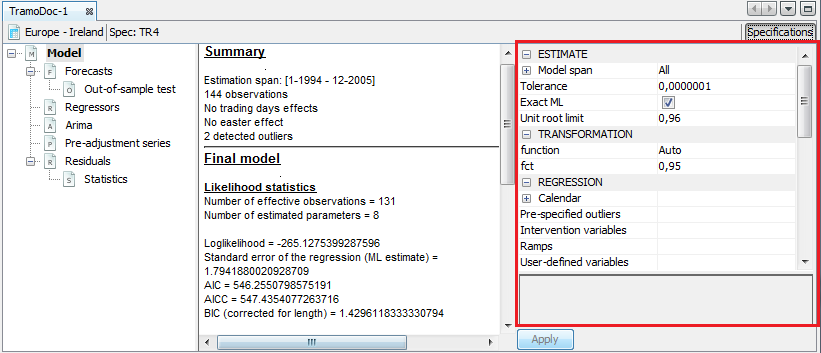 TramoDoc-1
Europe - Ireland Spec: TR4
Specifications
Model
Forecasts
Out-of-sample test
Regressors
Arima
Pre-adjustment series
Residuals
Statistics
Summary
Estimation span: [1-1994 - 12-2005]
144 observations
No trading days effects
No easter effect
2 detected outliers
Final model
Likelihood statistics
Number of effective observations = 131
Number of estimated parameters = 8
Loglikelihood = -265.1275399287596
Standard error of the regression (ML estimate) =
1.7941880020928709
AIC = 546.2550798575191
AICC = 547.4354077263716
BIC (corrected for length) = 1.4296118333330794
ESTIMATE
Model span All
Tolerance 0,0000001
Exact ML
Unit root limit 0,96
TRANSFORMATION
function Auto
fct 0,95
REGRESSION
Calendar
Pre-specified outliers
Intervention variables
Ramps
User-defined variables
Apply